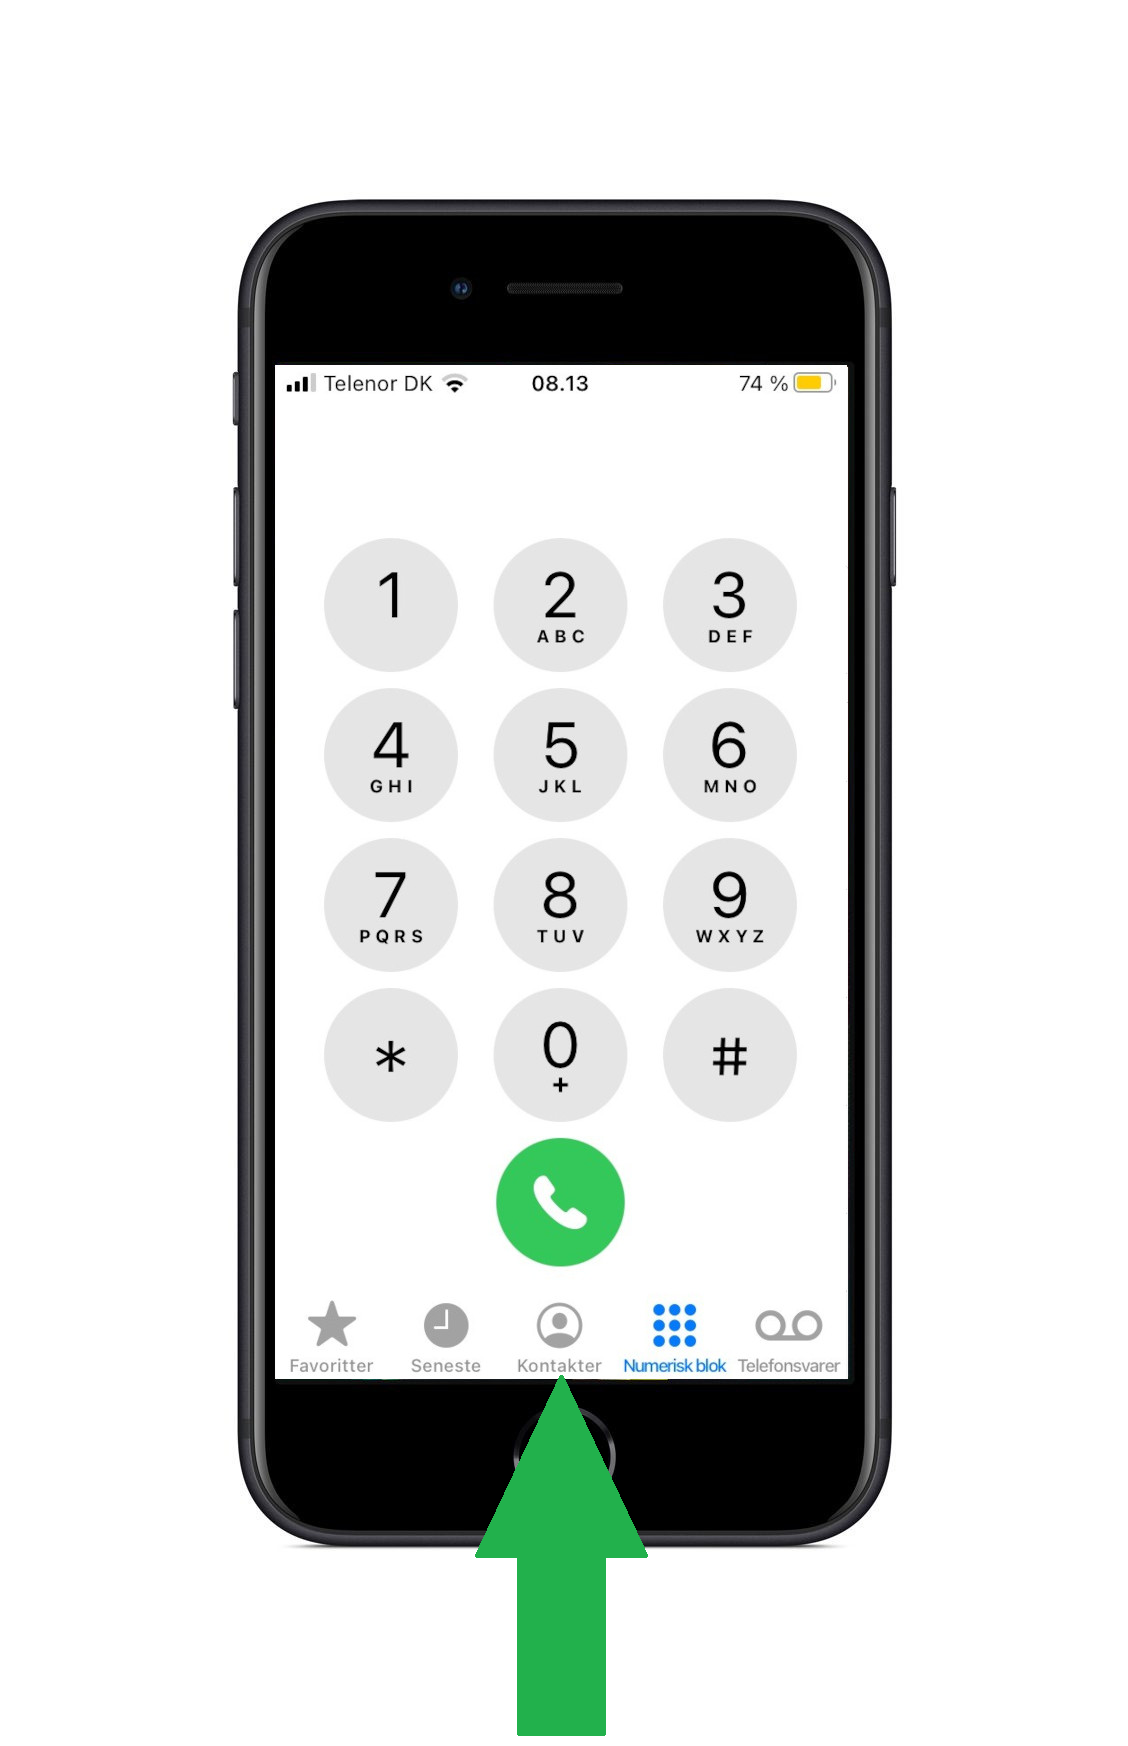 Telenor DK 08.13 74 %
1 2 3
ABC DEF
4 5 6
GHI JKL MNO
7 8 9
PQRS TUV WXYZ
* 0 #
+
Favoritter Seneste Kontakter Numerisk blok Telefonsvarer